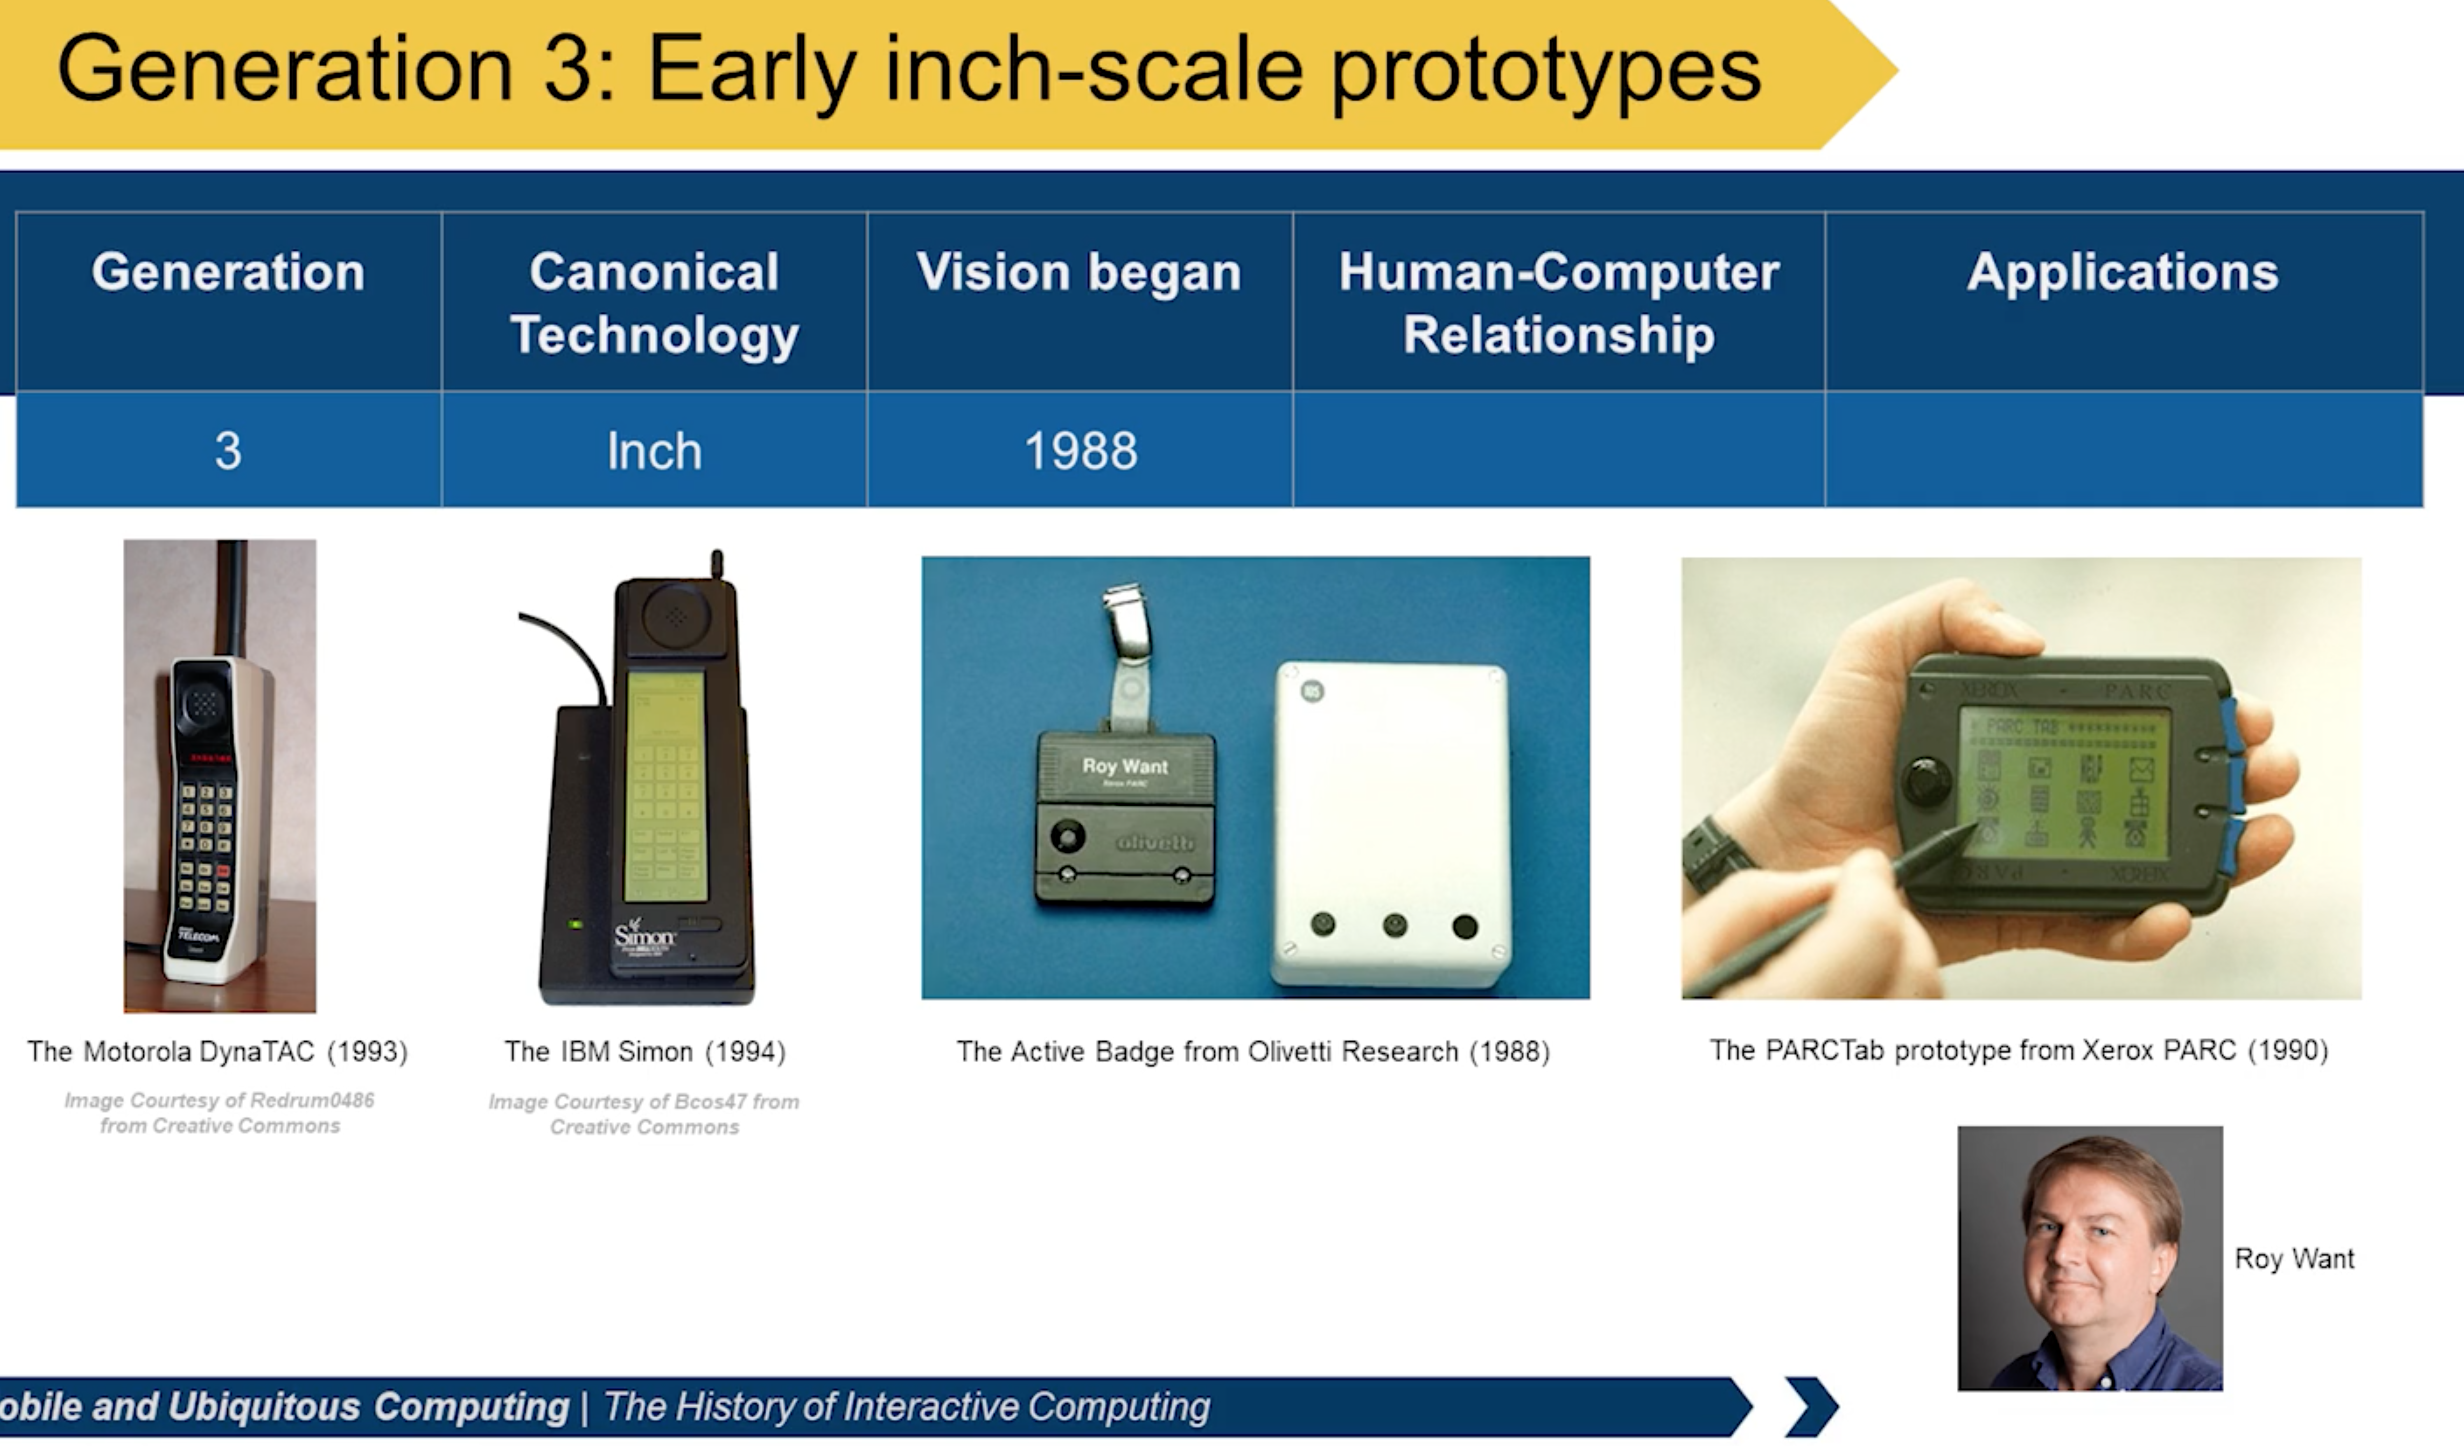 Generation 3: Early inch-scale prototypes
Generation
Canonical
Technology
Vision began
Human-Computer
Relationship
Applications
3
Inch
1988
TELECOM
Simon
Roy Want
Xerox PARC
olivetti
XEROX - PARC
PARC TAB
HELP
PARC - XEROX
The Motorola DynaTAC (1993)
Image Courtesy of Redrum0486
from Creative Commons
The IBM Simon (1994)
Image Courtesy of Bcos47 from
Creative Commons
The Active Badge from Olivetti Research (1988)
The PARCTab prototype from Xerox PARC (1990)
Roy Want
obile and Ubiquitous Computing | The History of Interactive Computing